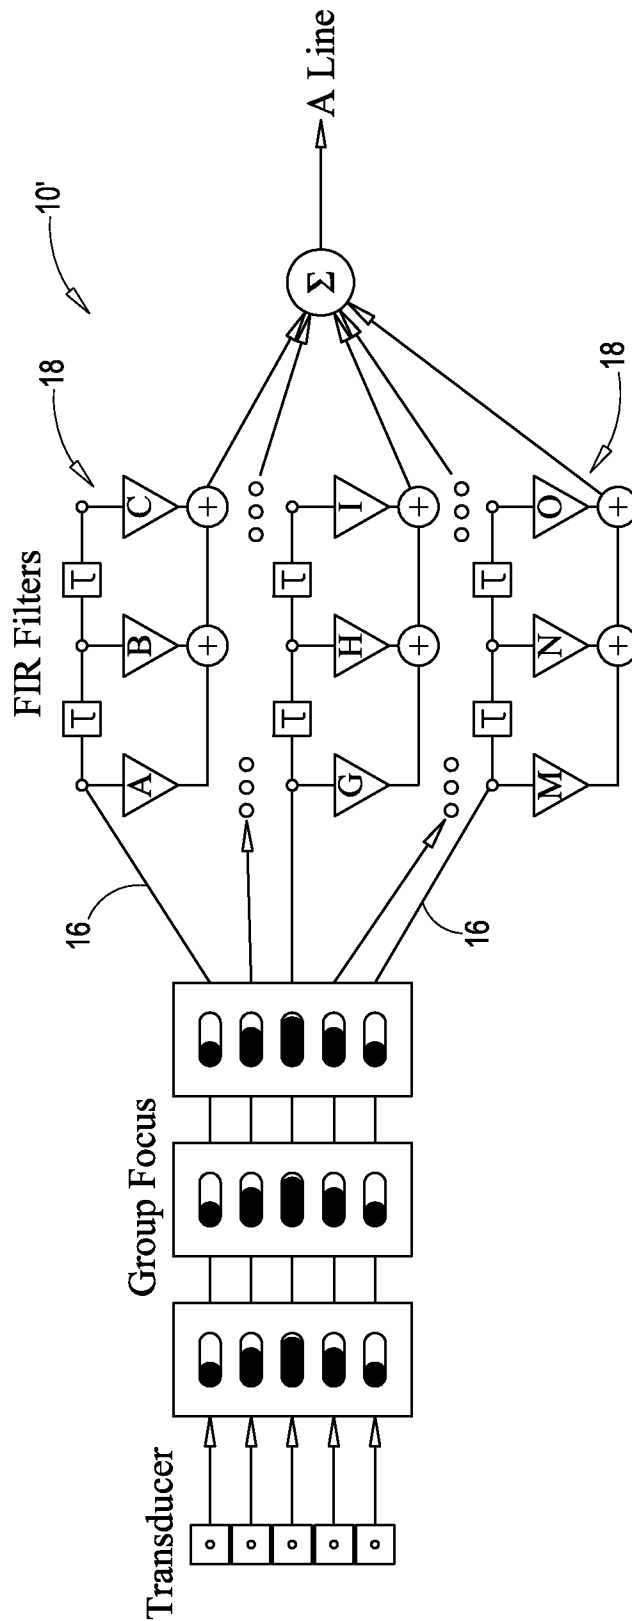 Transducer
Group Focus
FIR Filters
10'
16
18
τ
τ
A
B
C
+
+
τ
τ
G
H
I
+
+
Σ
A Line
τ
τ
M
N
O
+
+
16
18